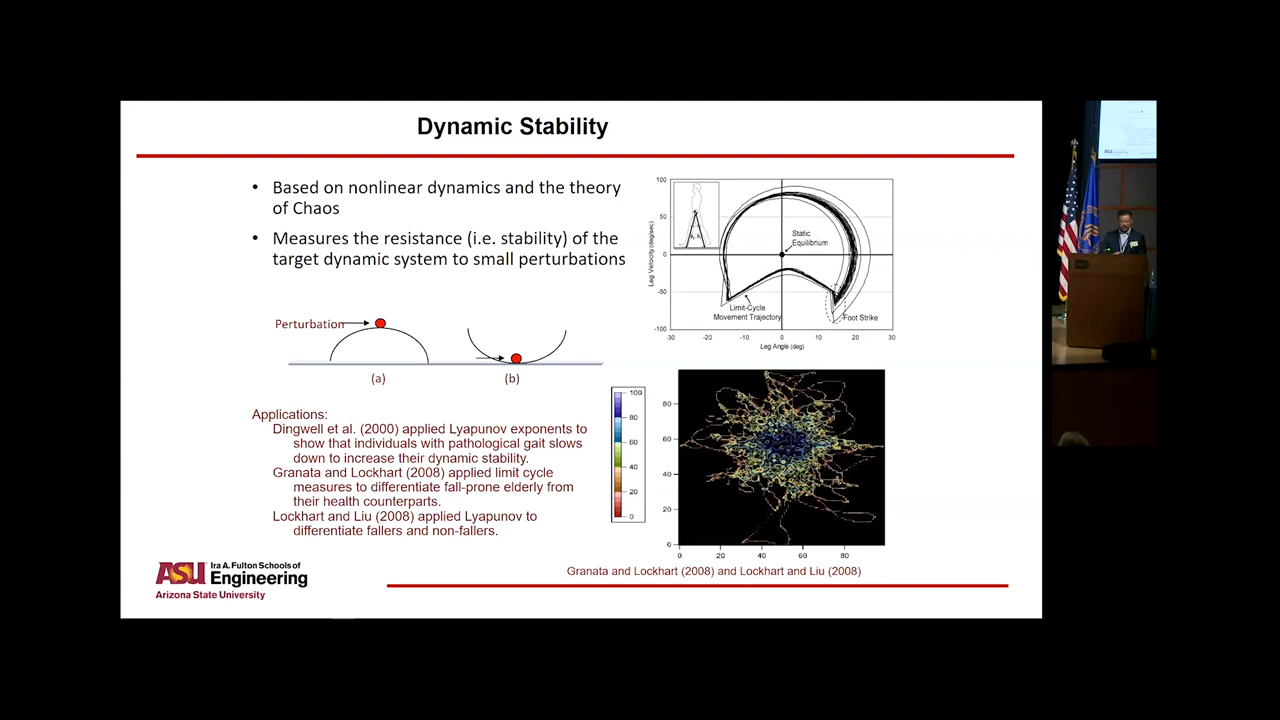 Dynamic Stability
• Based on nonlinear dynamics and the theory
of Chaos
• Measures the resistance (i.e. stability) of the
target dynamic system to small perturbations
Perturbation
(a)
(b)
Applications:
Dingwell et al. (2000) applied Lyapunov exponents to
show that individuals with pathological gait slows
down to increase their dynamic stability.
Granata and Lockhart (2008) applied limit cycle
measures to differentiate fall-prone elderly from
their health counterparts.
Lockhart and Liu (2008) applied Lyapunov to
differentiate fallers and non-fallers.
100
50
0
-50
-100
Leg Velocity (deg/sec)
Static
Equilibrium
Limit-Cycle
Movement Trajectory
Foot Strike
-30 -20 -10 0 10 20 30
Leg Angle (deg)
100
80
60
40
20
0
80
60
40
20
0
0 20 40 60 80
Granata and Lockhart (2008) and Lockhart and Liu (2008)
ASU Ira A. Fulton Schools of
Engineering
Arizona State University